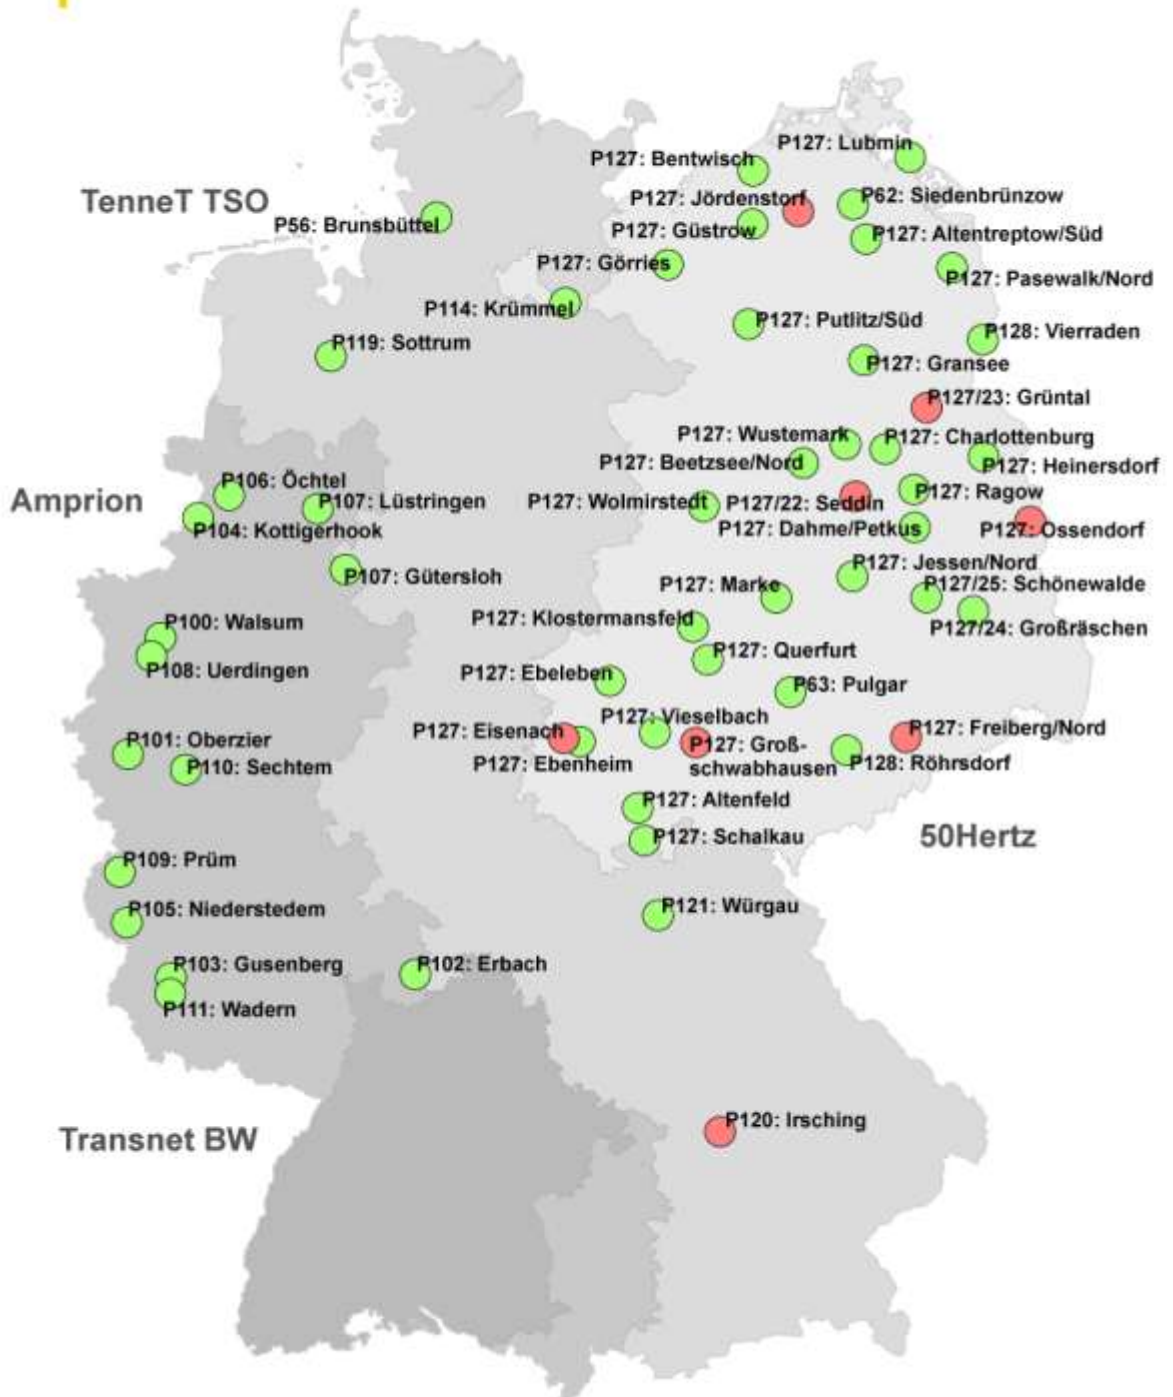 P127: Lubmin
P127: Bentwisch
P127: Jördenstorf
P62: Siedenbrünzow
TenneT TSO
P56: Brunsbüttel
P127: Güstrow
P127: Altentreptow/Süd
P127: Görries
P127: Pasewalk/Nord
P114: Krümmel
P127: Putlitz/Süd
P128: Vierraden
P119: Sottrum
P127: Gransee
P127/23: Grüntal
P127: Wustemark
P127: Charlottenburg
P127: Beetzsee/Nord
P127: Heinersdorf
P106: Öchtel
Amprion
P107: Lüstringen
P127: Wolmirstedt
P127/22: Seddin
P127: Ragow
P104: Kottigerhook
P127: Dahme/Petkus
P127: Ossendorf
P127: Jessen/Nord
P107: Gütersloh
P127: Marke
P127/25: Schönewalde
P100: Walsum
P127: Klostermansfeld
P127/24: Großräschen
P108: Uerdingen
P127: Querfurt
P127: Ebeleben
P63: Pulgar
P127: Vieselbach
P127: Eisenach
P127: Freiberg/Nord
P101: Oberzier
P127: Groß-
schwabhausen
P127: Ebenheim
P128: Röhrsdorf
P110: Sechtem
P127: Altenfeld
P127: Schalkau
50Hertz
P109: Prüm
P105: Niederstedem
P121: Würgau
P103: Gusenberg
P102: Erbach
P111: Wadern
P120: Irsching
Transnet BW